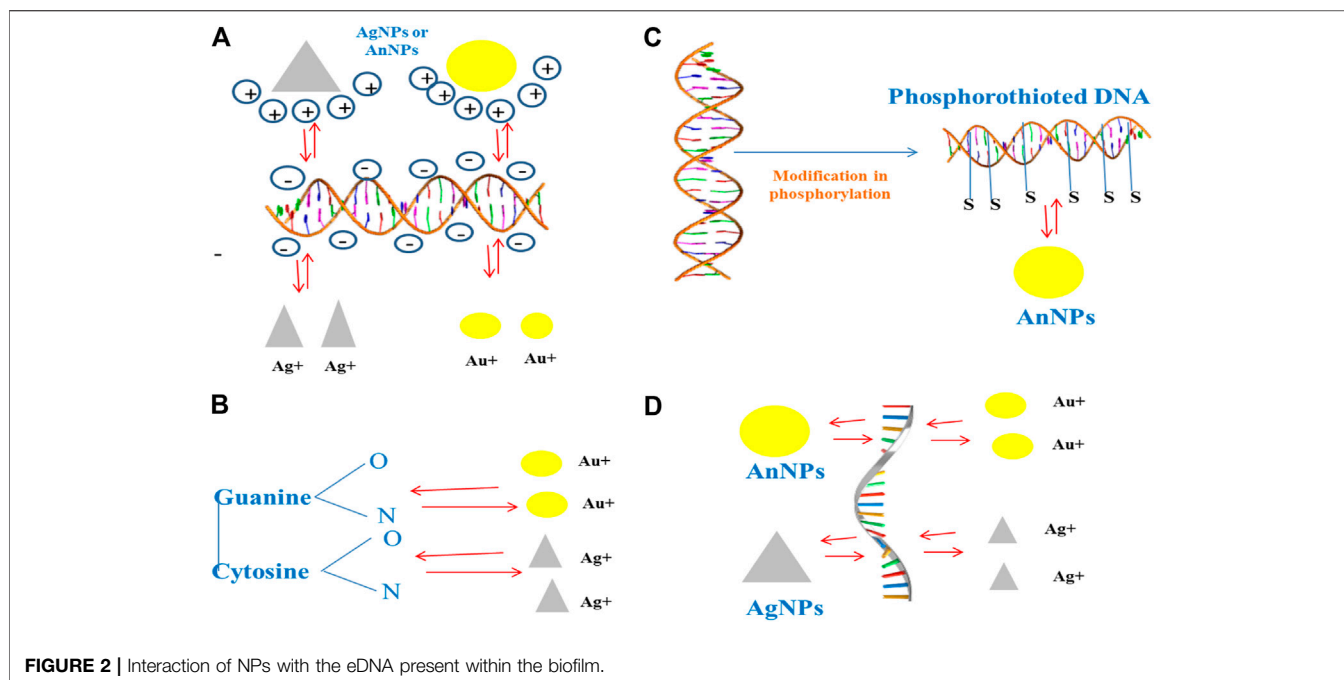 A
AgNPs or
AnNPs
+ + + + +
+ + + + + +
- - - - -
- - - - - -
-
Ag+ Ag+ Au+ Au+
C
Phosphorothioted DNA
Modification in
phosphorylation
S S S S S S
AnNPs
B
Guanine
O
N
Cytosine
O
N
Au+
Au+
Ag+
Ag+
D
AnNPs
AgNPs
Au+
Au+
Ag+
Ag+
FIGURE 2 | Interaction of NPs with the eDNA present within the biofilm.